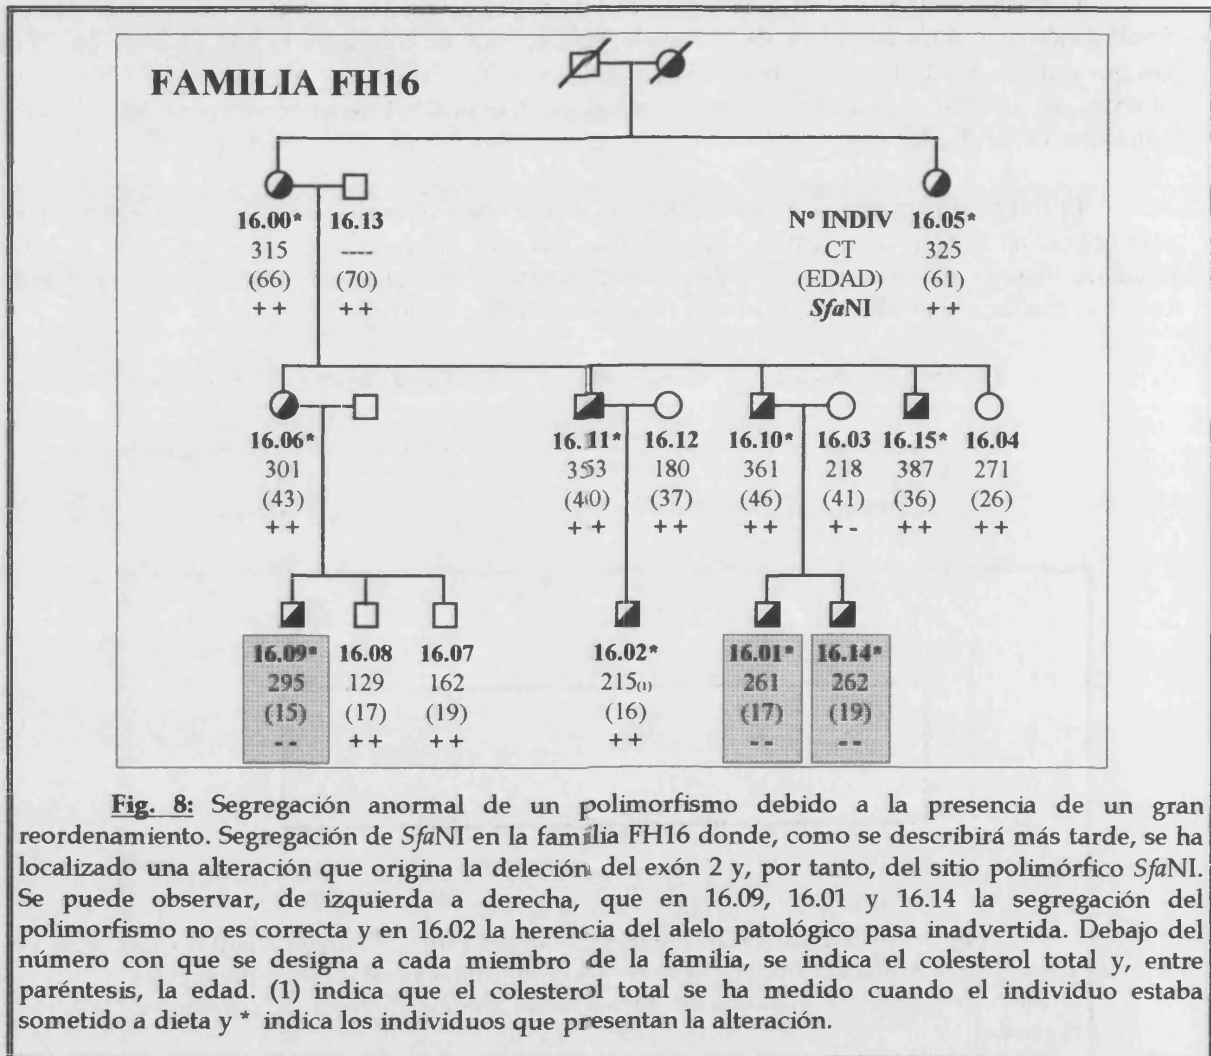 FAMILIA FH16
16.00* 16.13 Nº INDIV 16.05*
315 ---- CT 325
(66) (70) (EDAD) (61)
++ ++ SfaNI ++
16.06* 16.11* 16.12 16.10* 16.03 16.15* 16.04
301 353 180 361 218 387 271
(43) (40) (37) (46) (41) (36) (26)
++ ++ ++ ++ +- ++ ++
16.09* 16.08 16.07 16.02* 16.01* 16.14*
295 129 162 215(1) 261 262
(15) (17) (19) (16) (17) (19)
-- ++ ++ ++ -- --
Fig. 8: Segregación anormal de un polimorfismo debido a la presencia de un gran
reordenamiento. Segregación de SfaNI en la família FH16 donde, como se describirá más tarde, se ha
localizado una alteración que origina la deleción del exón 2 y, por tanto, del sitio polimórfico SfaNI.
Se puede observar, de izquierda a derecha, que en 16.09, 16.01 y 16.14 la segregación del
polimorfismo no es correcta y en 16.02 la herencia del alelo patológico pasa inadvertida. Debajo del
número con que se designa a cada miembro de la familia, se indica el colesterol total y, entre
paréntesis, la edad. (1) indica que el colesterol total se ha medido cuando el individuo estaba
sometido a dieta y * indica los individuos que presentan la alteración.